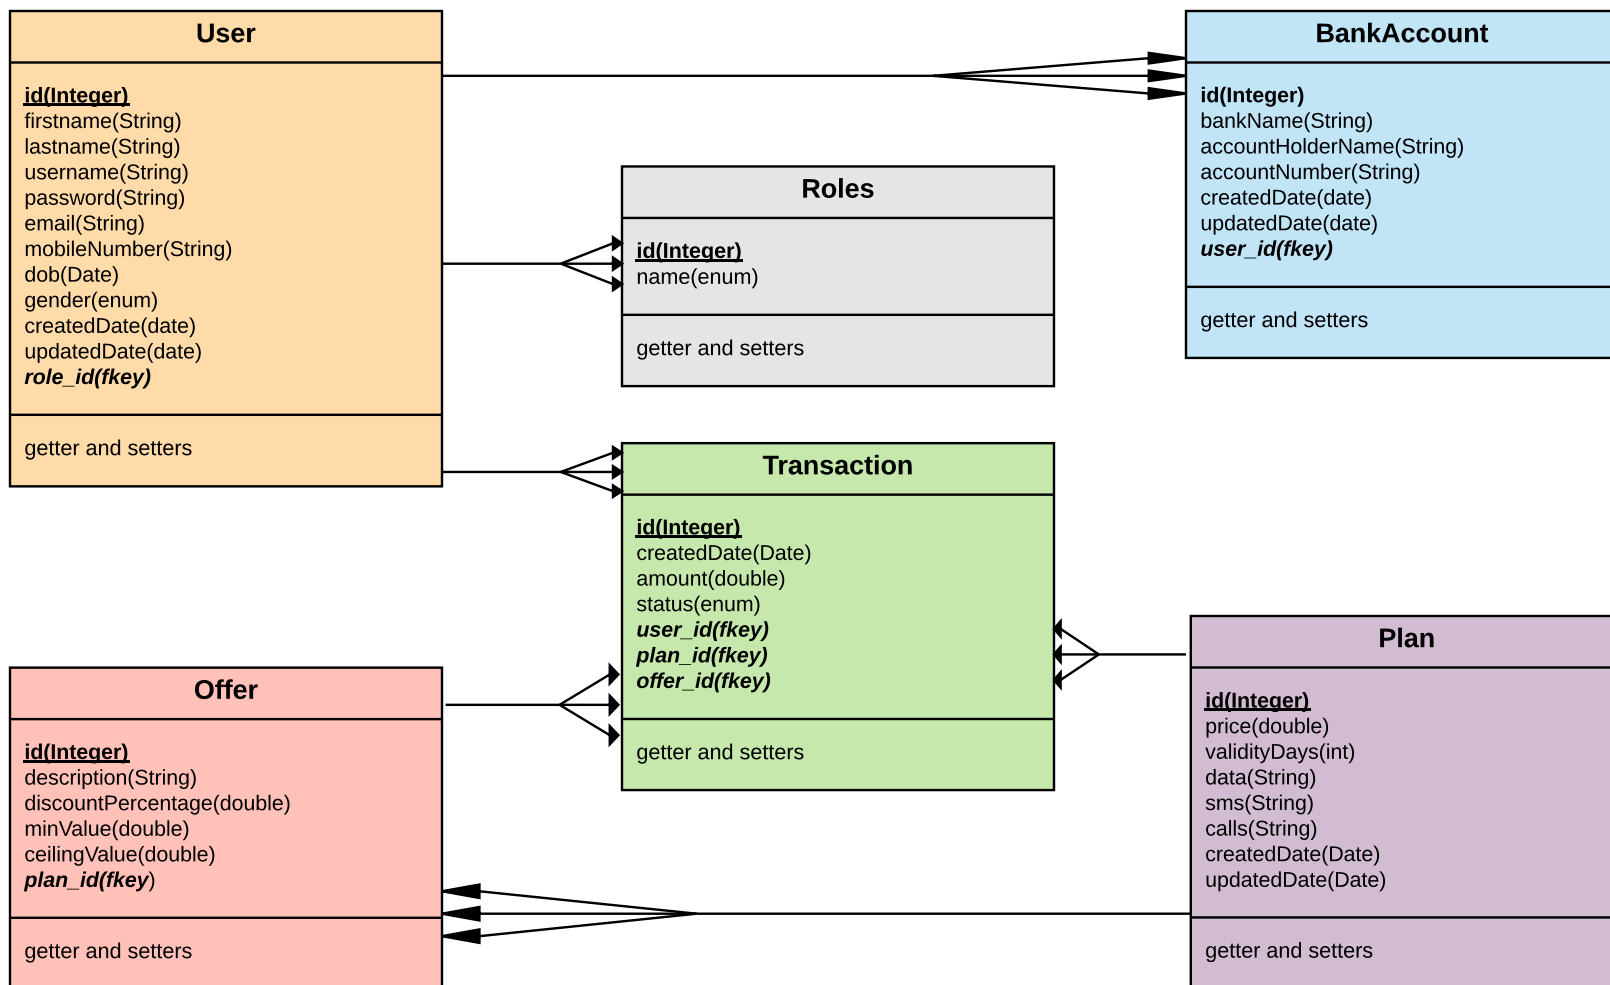 User
id(Integer)
firstname(String)
lastname(String)
username(String)
password(String)
email(String)
mobileNumber(String)
dob(Date)
gender(enum)
createdDate(date)
updatedDate(date)
role_id(fkey)
getter and setters
BankAccount
id(Integer)
bankName(String)
accountHolderName(String)
accountNumber(String)
createdDate(date)
updatedDate(date)
user_id(fkey)
getter and setters
Roles
id(Integer)
name(enum)
getter and setters
Transaction
id(Integer)
createdDate(Date)
amount(double)
status(enum)
user_id(fkey)
plan_id(fkey)
offer_id(fkey)
getter and setters
Offer
id(Integer)
description(String)
discountPercentage(double)
minValue(double)
ceilingValue(double)
plan_id(fkey)
getter and setters
Plan
id(Integer)
price(double)
validityDays(int)
data(String)
sms(String)
calls(String)
createdDate(Date)
updatedDate(Date)
getter and setters